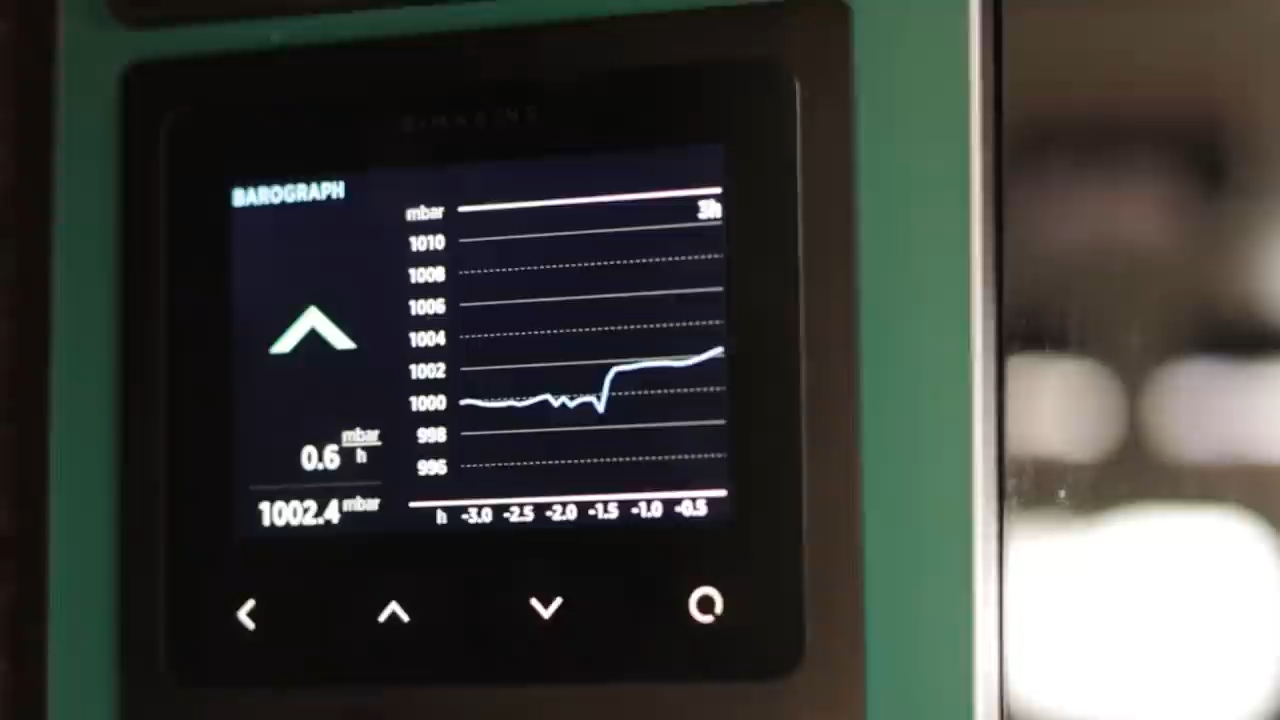 BAROGRAPH
mbar
3h
1010
1008
1006
1004
1002
1000
998
996
0.6 mbar
h
1002.4 mbar
h -3.0 -2.5 -2.0 -1.5 -1.0 -0.5